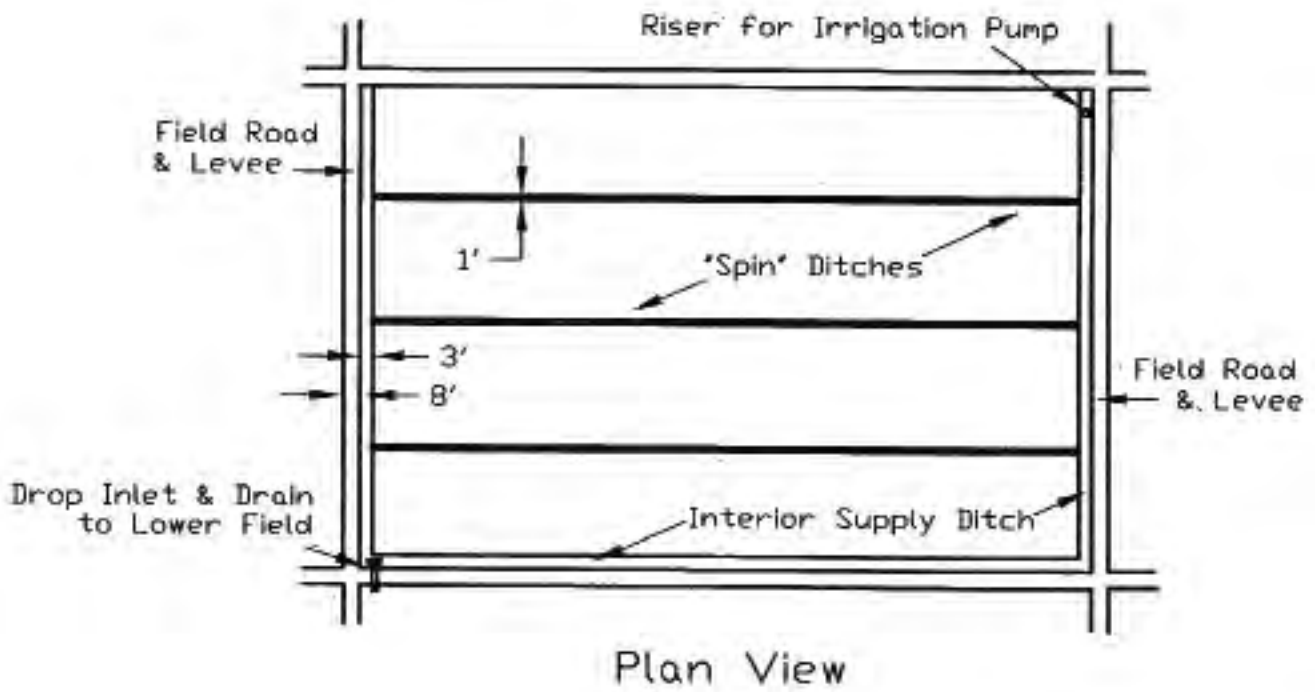 Riser for Irrigation Pump
Field Road
& Levee
1'
"Spin" Ditches
3'
8'
Field Road
& Levee
Drop Inlet & Drain
to Lower Field
Interior Supply Ditch
Plan View